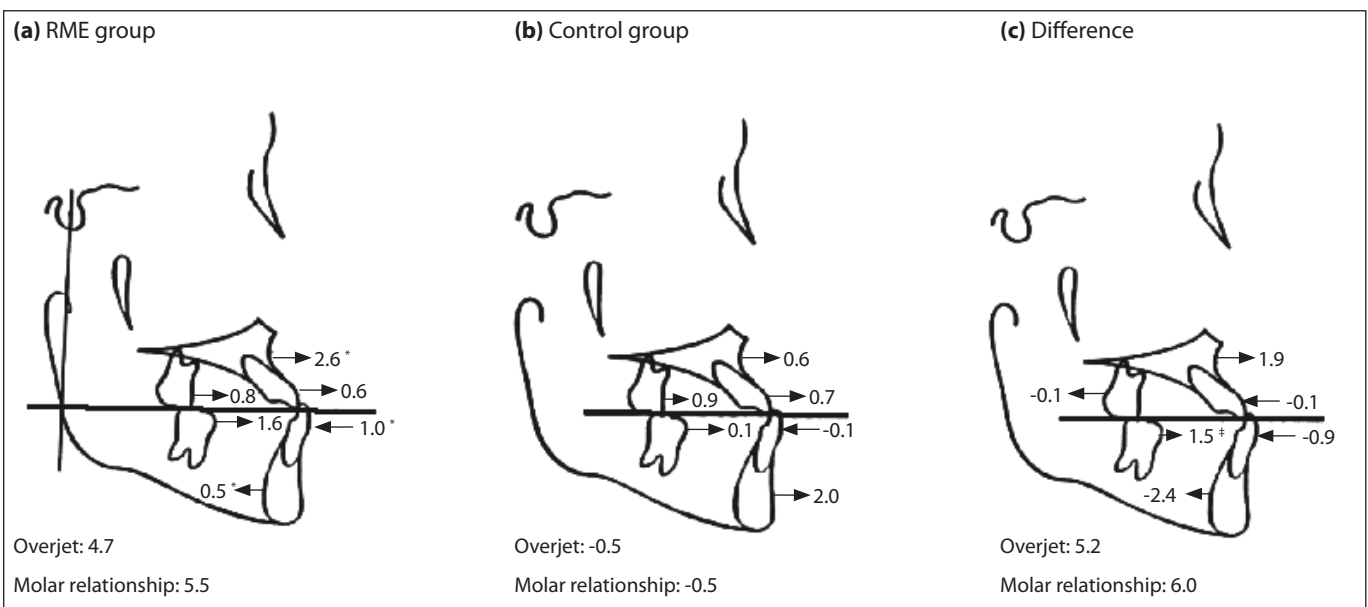 (a) RME group
2.6 *
0.6
0.8
1.6
1.0 *
0.5 *
Overjet: 4.7
Molar relationship: 5.5
(b) Control group
0.6
0.7
0.9
0.1
-0.1
2.0
Overjet: -0.5
Molar relationship: -0.5
(c) Difference
1.9
-0.1
-0.1
1.5 ‡
-0.9
-2.4
Overjet: 5.2
Molar relationship: 6.0